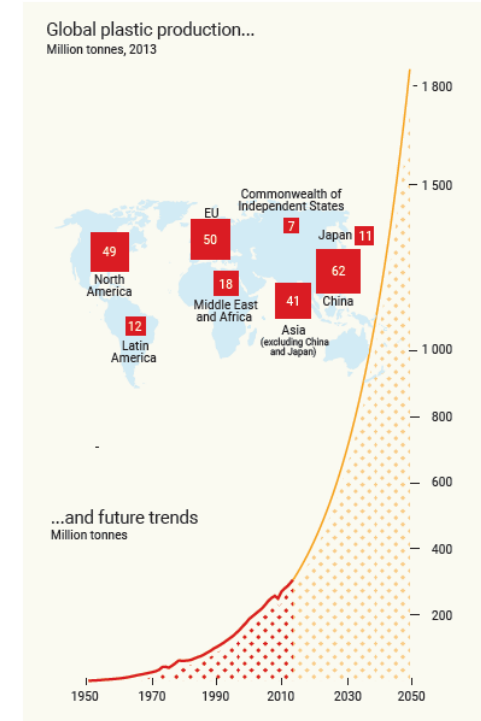 Global plastic production...
Million tonnes, 2013
1 800
1 500
Commonwealth of
Independent States
EU
7
Japan 11
49
50
62
18
41
North
America
Middle East
and Africa
China
12
Asia
(excluding China
and Japan)
Latin
America
1 000
800
600
...and future trends
Million tonnes
400
200
1950
1970
1990
2010
2030
2050